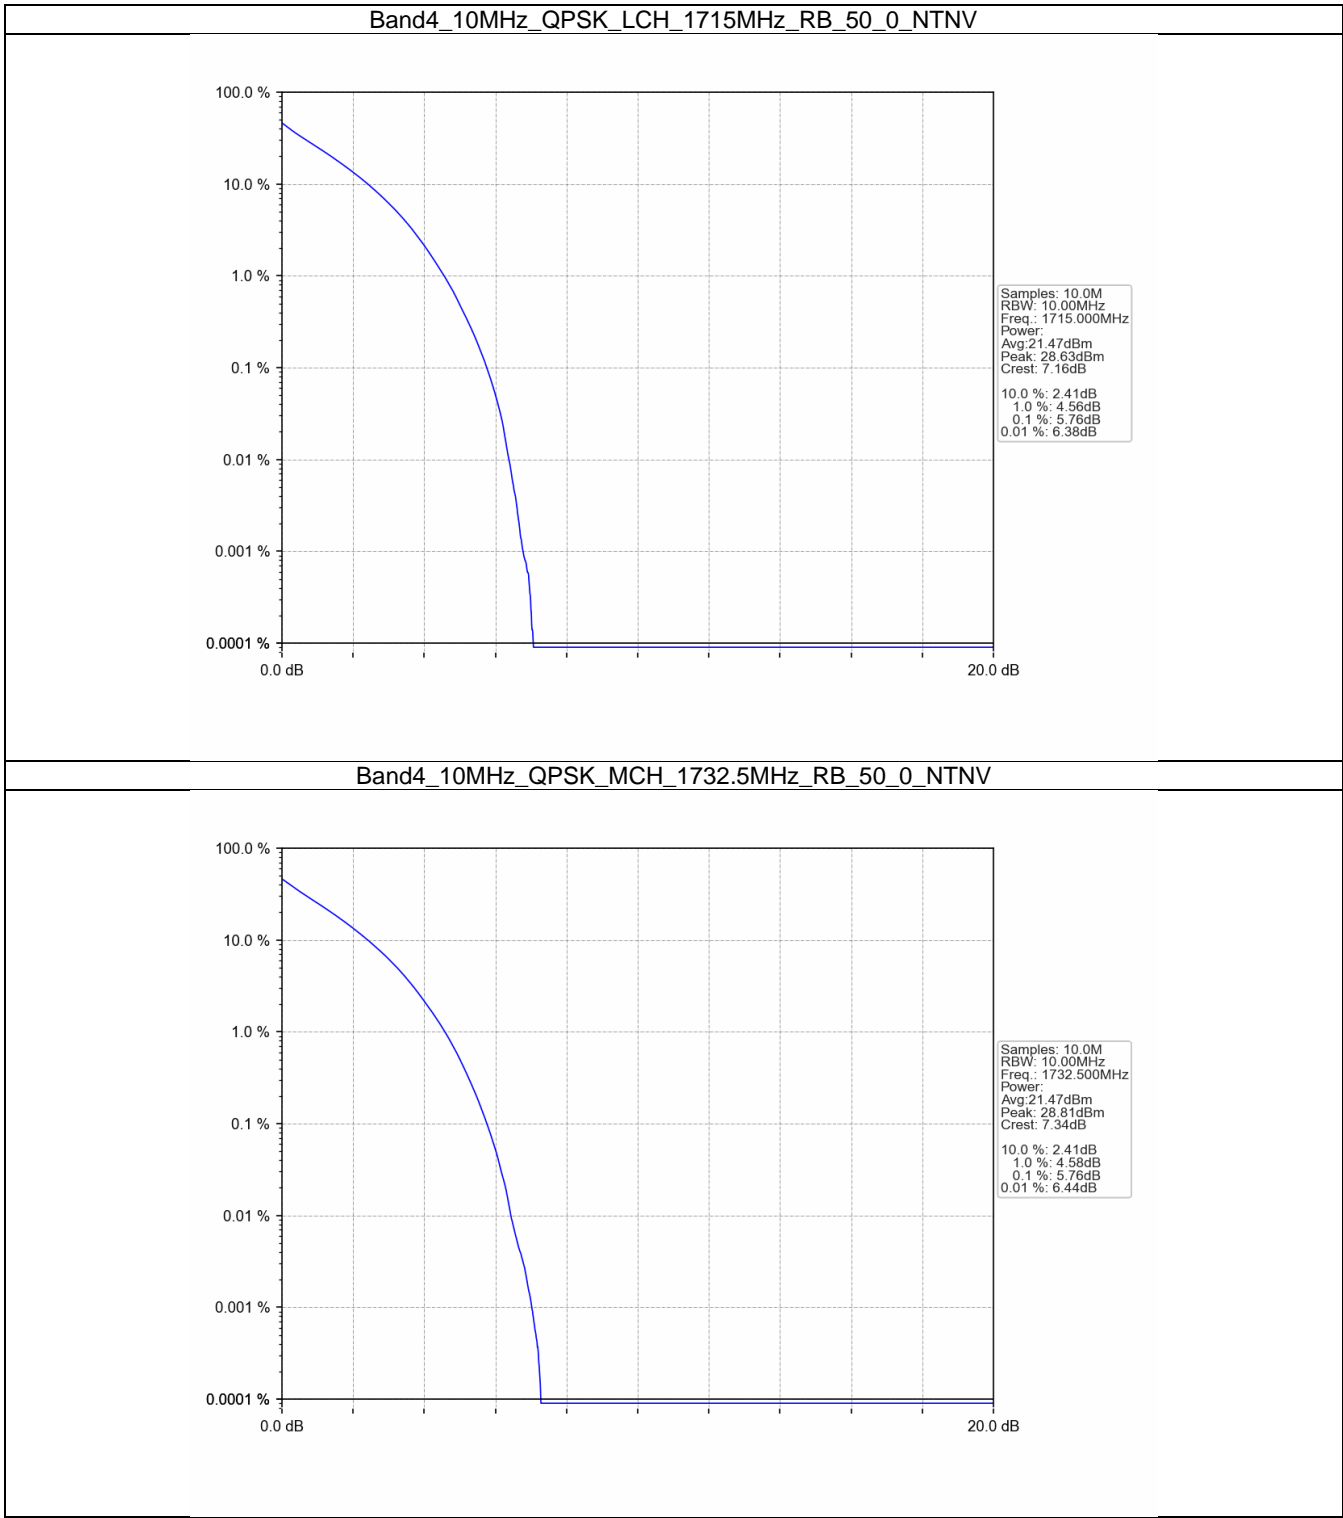 Band4_10MHz_QPSK_LCH_1715MHz_RB_50_0_NTNV
100.0 %
10.0 %
1.0 %
0.1 %
0.01 %
0.001 %
0.0001 %
0.0 dB
20.0 dB
Samples: 10.0M
RBW: 10.00MHz
Freq.: 1715.000MHz
Power:
Avg:21.47dBm
Peak: 28.63dBm
Crest: 7.16dB
10.0 %: 2.41dB
1.0 %: 4.56dB
0.1 %: 5.76dB
0.01 %: 6.38dB
Band4_10MHz_QPSK_MCH_1732.5MHz_RB_50_0_NTNV
100.0 %
10.0 %
1.0 %
0.1 %
0.01 %
0.001 %
0.0001 %
0.0 dB
20.0 dB
Samples: 10.0M
RBW: 10.00MHz
Freq.: 1732.500MHz
Power:
Avg:21.47dBm
Peak: 28.81dBm
Crest: 7.34dB
10.0 %: 2.41dB
1.0 %: 4.58dB
0.1 %: 5.76dB
0.01 %: 6.44dB